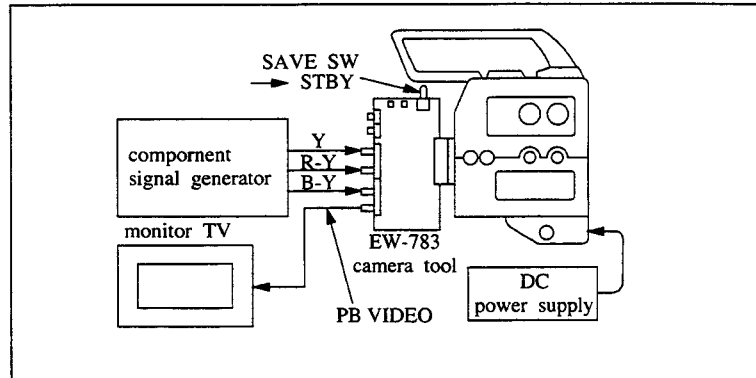 SAVE SW
→ STBY
Y
compornent
signal generator
R-Y
B-Y
monitor TV
EW-783
camera tool
DC
power supply
PB VIDEO